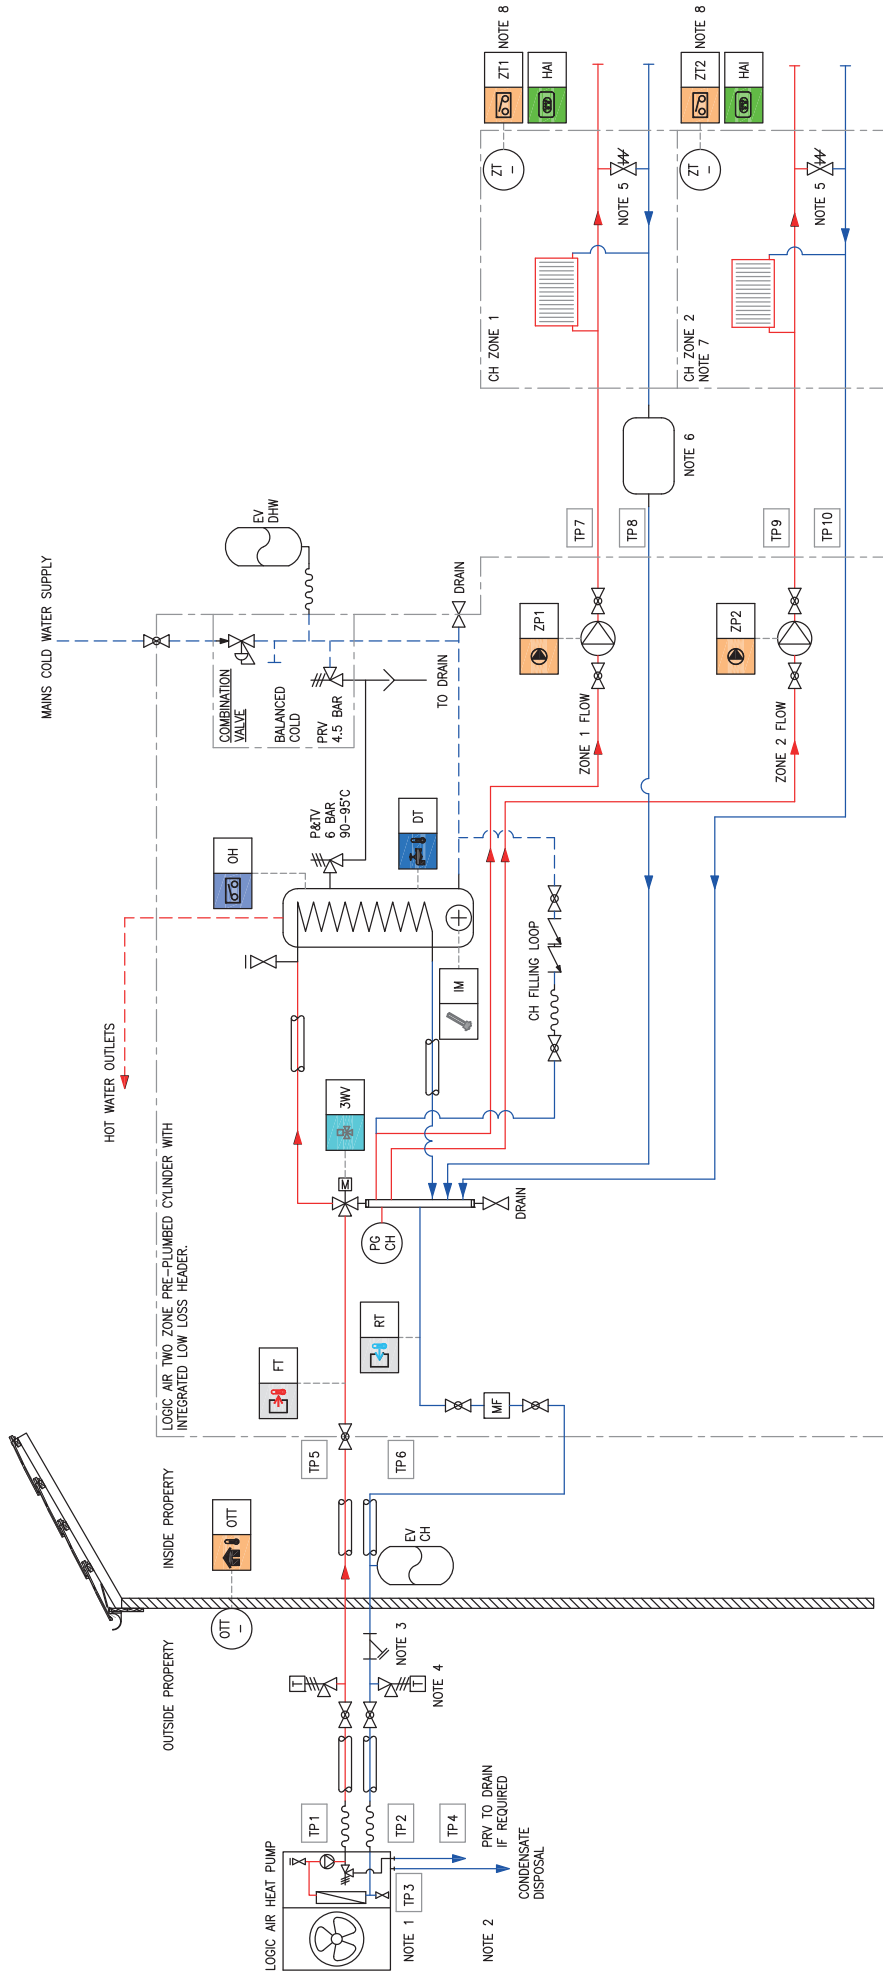 LOGIC AIR HEAT PUMP
NOTE 1
NOTE 2
TP3
CONDENSATE
DISPOSAL
PRV TO DRAIN
IF REQUIRED
TP1
TP2
TP4
OUTSIDE PROPERTY
T
T
NOTE 4
NOTE 3
OTT
–
INSIDE PROPERTY
OTT
EV
CH
TP5
TP6
LOGIC AIR TWO ZONE PRE-PLUMBED CYLINDER WITH
INTEGRATED LOW LOSS HEADER.
FT
RT
MF
PG
CH
M
3WV
DRAIN
HOT WATER OUTLETS
IM
CH FILLING LOOP
OH
P&TV
6 BAR
90-95°C
DT
MAINS COLD WATER SUPPLY
COMBINATION
VALVE
BALANCED
COLD
PRV
4.5 BAR
TO DRAIN
EV
DHW
DRAIN
ZONE 1 FLOW
ZP1
ZONE 2 FLOW
ZP2
TP7
TP8
TP9
TP10
NOTE 6
CH ZONE 1
CH ZONE 2
NOTE 7
NOTE 5
NOTE 5
ZT
–
ZT
–
ZT1
HAI
NOTE 8
ZT2
HAI
NOTE 8